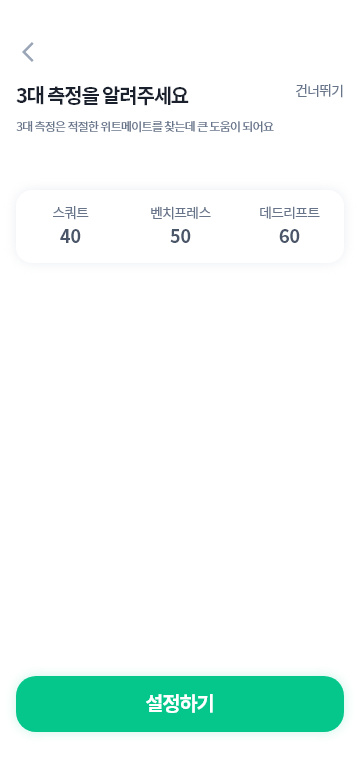 3대 측정을 알려주세요
건너뛰기
3대 측정은 적절한 위트메이트를 찾는데 큰 도움이 되어요
스쿼트 벤치프레스 데드리프트
40 50 60
설정하기